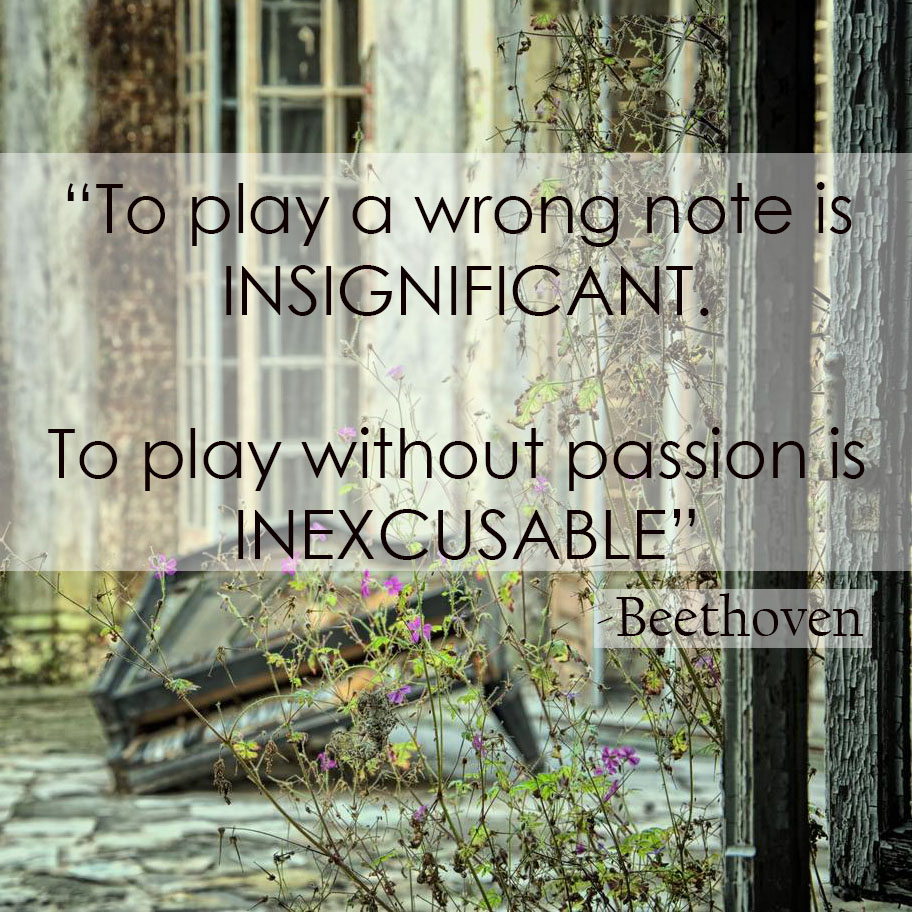 “To play a wrong note is
INSIGNIFICANT.
To play without passion is
INEXCUSABLE”
-Beethoven